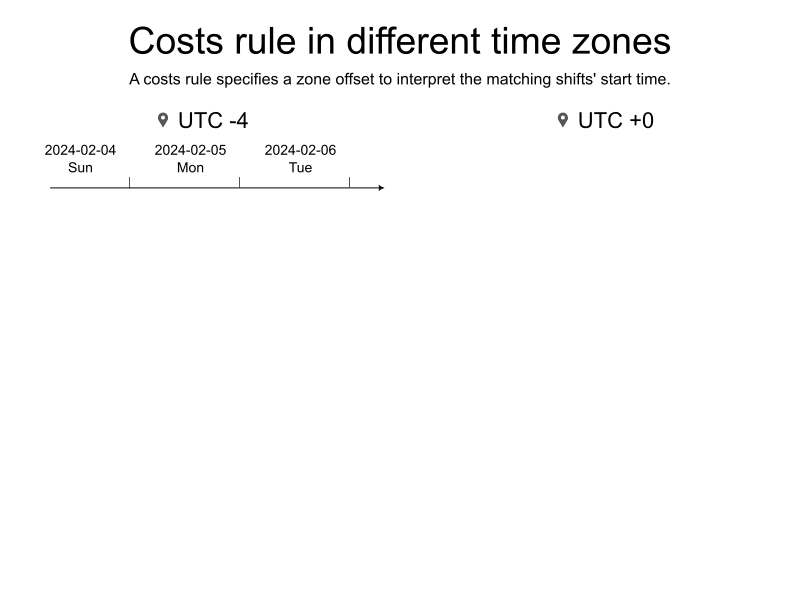 Costs rule in different time zones
A costs rule specifies a zone offset to interpret the matching shifts' start time.
UTC -4
UTC +0
2024-02-04 2024-02-05 2024-02-06
Sun Mon Tue